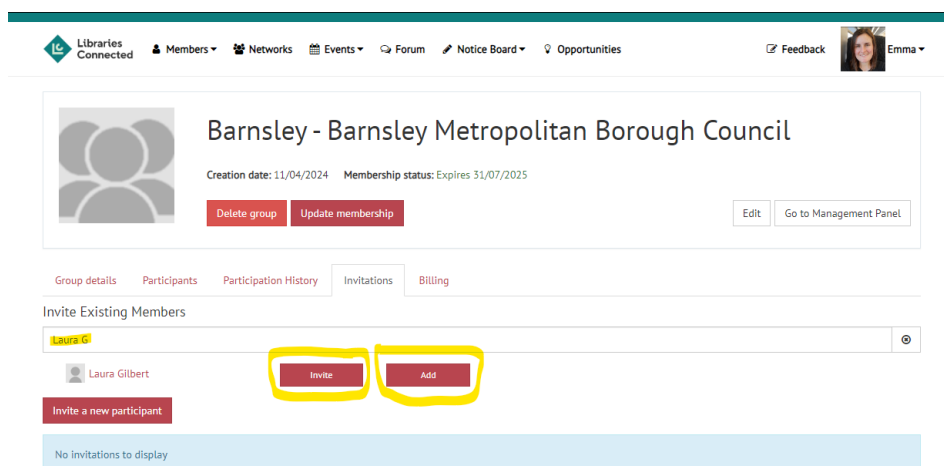 Libraries Connected
Members Networks Events Forum Notice Board Opportunities Feedback Emma
Barnsley - Barnsley Metropolitan Borough Council
Creation date: 11/04/2024 Membership status: Expires 31/07/2025
Delete group Update membership Edit Go to Management Panel
Group details Participants Participation History Invitations Billing
Invite Existing Members
Laura G
Laura Gilbert Invite Add
Invite a new participant
No invitations to display